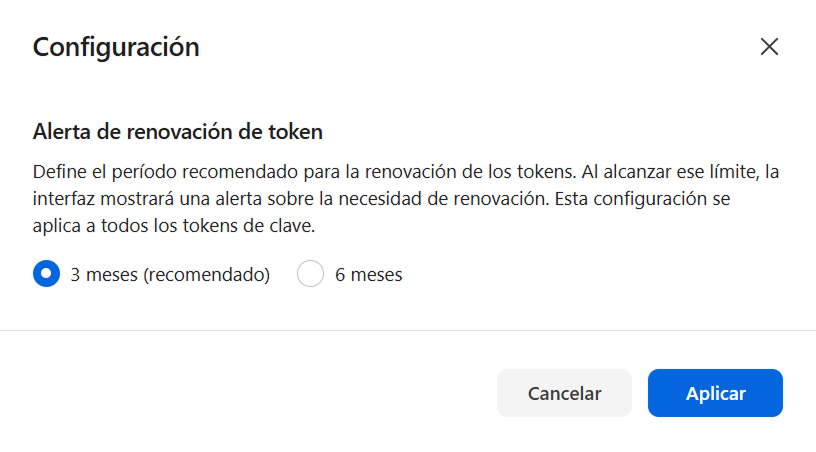 Configuración
Alerta de renovación de token
Define el período recomendado para la renovación de los tokens. Al alcanzar ese límite, la
interfaz mostrará una alerta sobre la necesidad de renovación. Esta configuración se
aplica a todos los tokens de clave.
3 meses (recomendado) 6 meses
Cancelar Aplicar